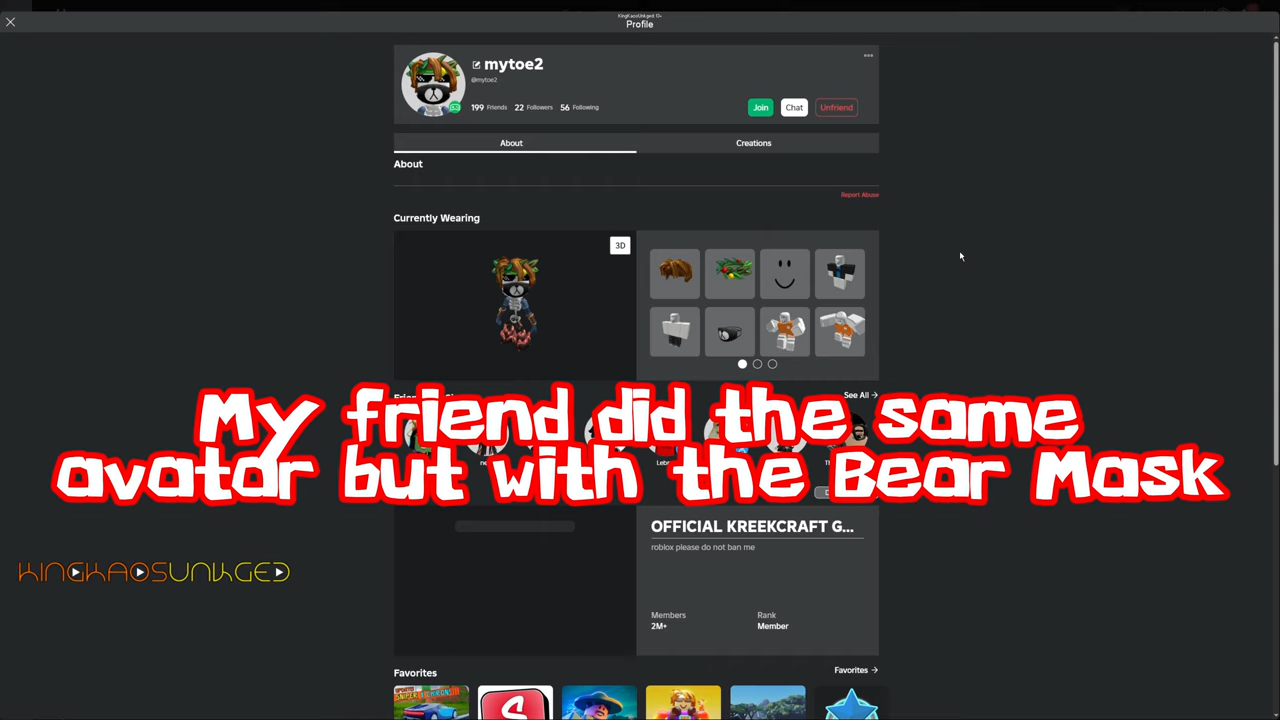 KingKaosUnkged: 13+
Profile
mytoe2
@mytoe2
199 Friends 22 Followers 56 Following
Join Chat Unfriend
About Creations
About
Report Abuse
Currently Wearing
3D
See All →
My friend did the same
avatar but with the Bear Mask
KINGKAOSUNKGED
OFFICIAL KREEKCRAFT G...
roblox please do not ban me
Members Rank
2M+ Member
Favorites Favorites →